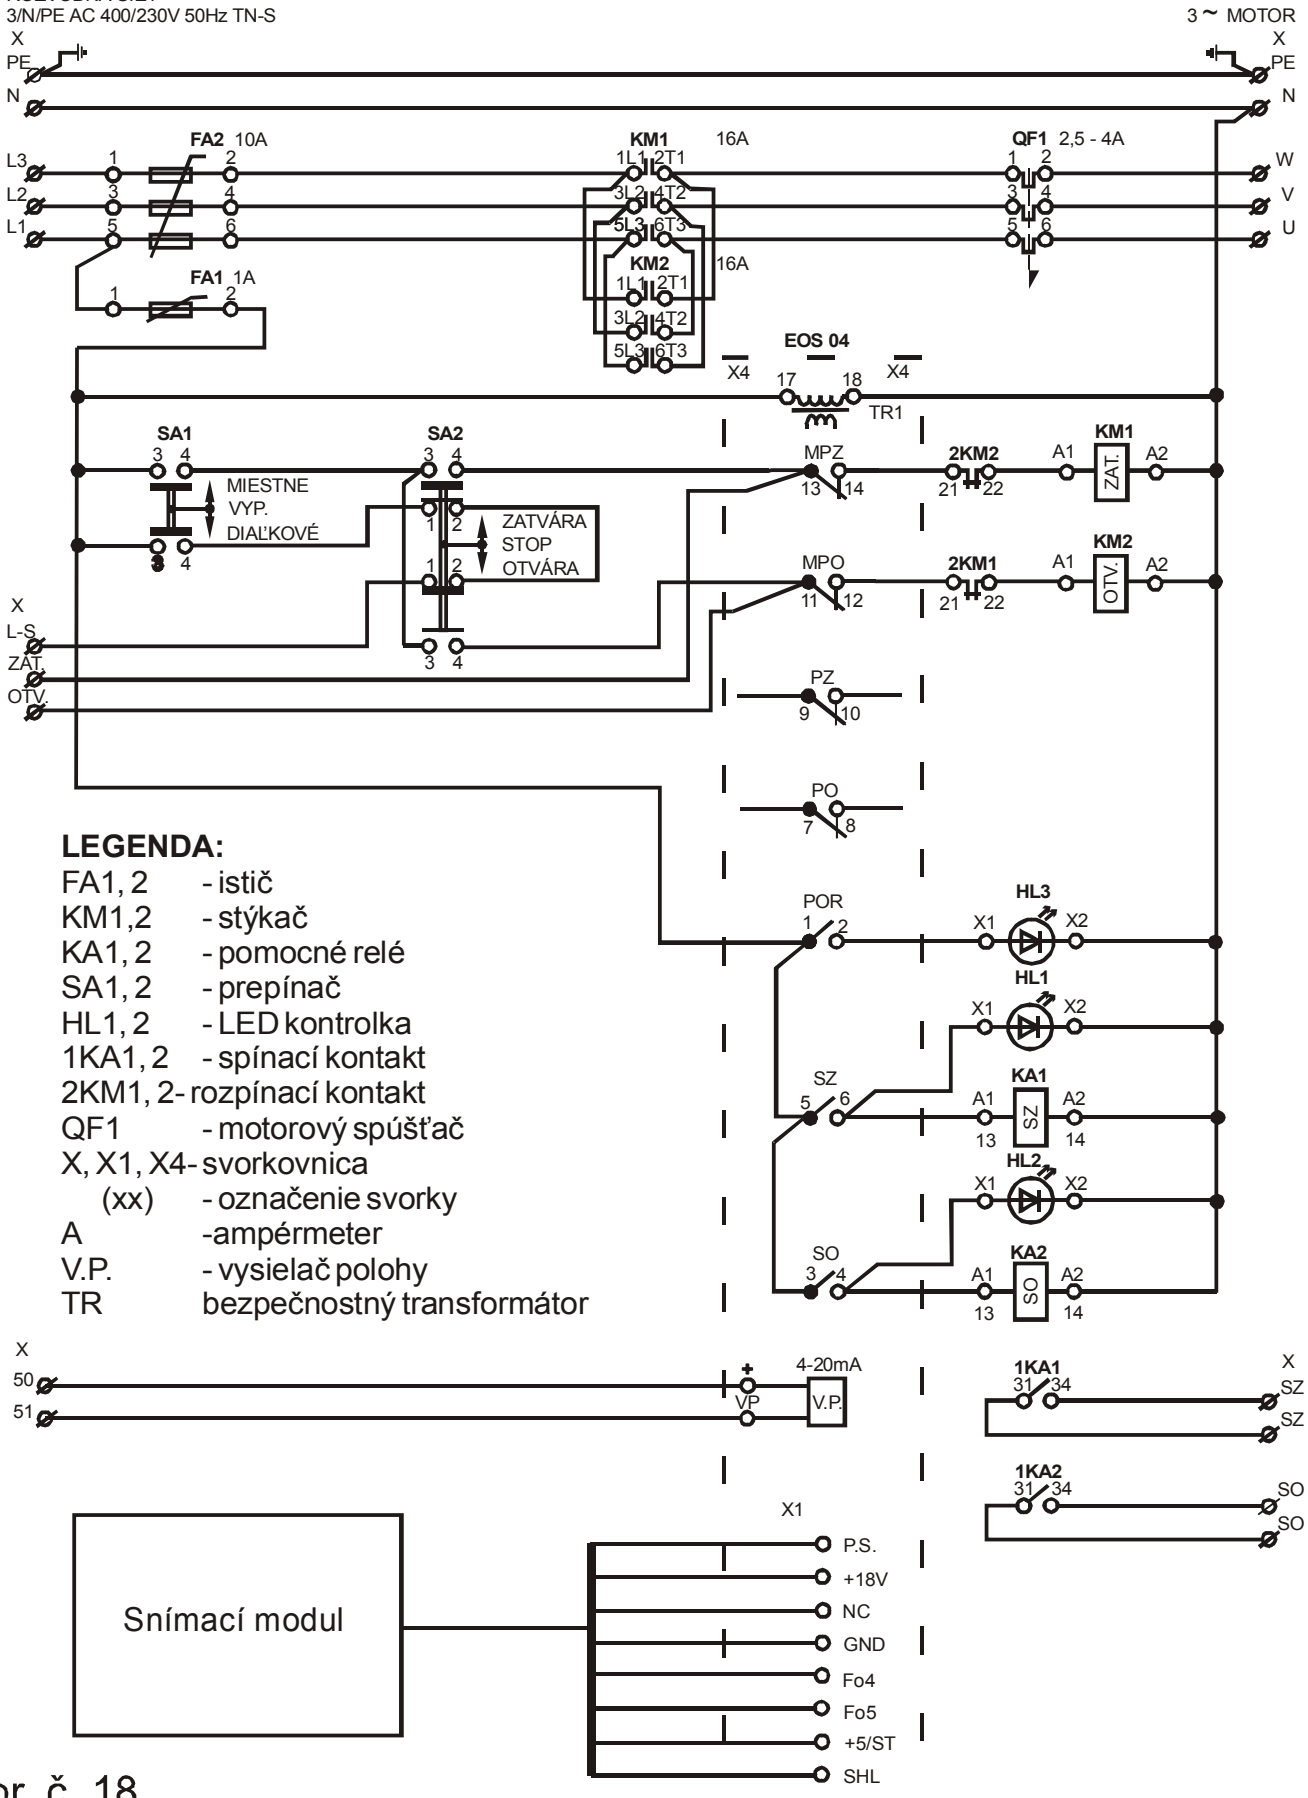 3/N/PE AC 400/230V 50Hz TN-S
3 ~ MOTOR
X
X
PE
PE
N
N
FA2 10A
KM1
16A
QF1 2,5 - 4A
L3
1
2
1L1
2T1
1
2
W
L2
3
4
3L2
4T2
3
4
V
L1
5
6
5L3
6T3
5
6
U
KM2
16A
FA1 1A
1
2
1L1
2T1
3L2
4T2
5L3
6T3
EOS 04
X4
X4
17
18
TR1
SA1
SA2
KM1
3
4
3
4
MPZ
2KM2
A1
A2
13
14
21
22
ZAT.
MIESTNE
VYP.
DIAĽKOVÉ
1
2
ZATVÁRA
STOP
OTVÁRA
3
4
1
2
MPO
2KM1
KM2
A1
A2
11
12
21
22
OTV.
X
L-S
ZAT.
OTV.
3
4
PZ
9
10
PO
7
8
LEGENDA:
FA1, 2 - istič
KM1,2 - stýkač
KA1, 2 - pomocné relé
SA1, 2 - prepínač
HL1, 2 - LED kontrolka
1KA1, 2 - spínací kontakt
2KM1, 2- rozpínací kontakt
QF1 - motorový spúšťač
X, X1, X4- svorkovnica
(xx) - označenie svorky
A -ampérmeter
V.P. - vysielač polohy
TR bezpečnostný transformátor
POR
1
2
HL3
X1
X2
HL1
X1
X2
SZ
5
6
KA1
A1
A2
SZ
13
14
HL2
X1
X2
SO
3
4
KA2
A1
A2
SO
13
14
X
50
51
+
VP
4-20mA
V.P.
1KA1
31
34
X
SZ
SZ
1KA2
31
34
SO
SO
Snímací modul
X1
P.S.
+18V
NC
GND
Fo4
Fo5
+5/ST
SHL
č. 18